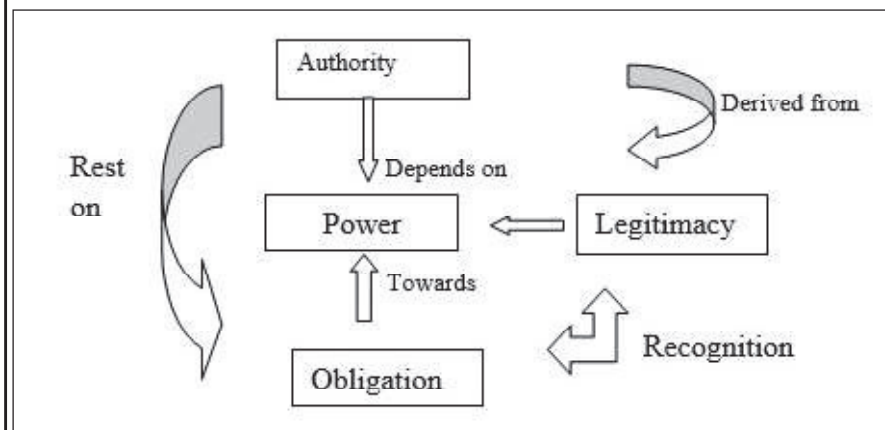 Authority
Derived from
Rest
on
Depends on
Power
Legitimacy
Towards
Recognition
Obligation